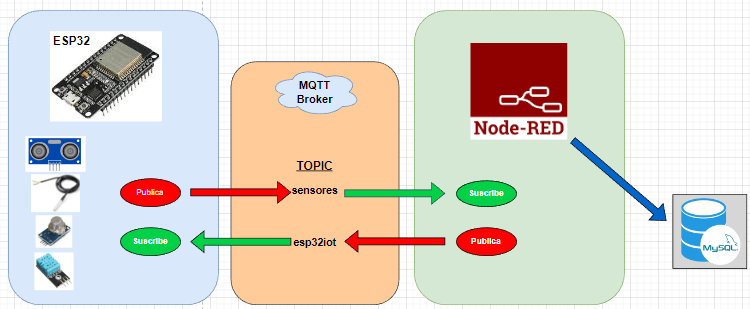 ESP32
MQTT
Broker
Node-RED
TOPIC
Publica
sensores
Suscribe
Suscribe
esp32iot
Publica
MySQL